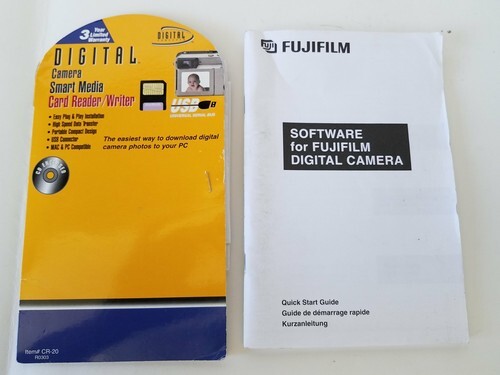 3 Year
Limited
Warranty
DIGITAL
DIGITAL
Camera
Smart Media
Card Reader/Writer
• Easy Plug & Play Installation
• High Speed Data Transfer
• Portable Compact Design
• USB Connector
• MAC & PC Compatible
USB
The easiest way to download digital
camera photos to your PC
Item# CR-20
R0303
FUJI FUJIFILM
SOFTWARE
for FUJIFILM
DIGITAL CAMERA
Quick Start Guide
Guide de démarrage rapide
Kurzanleitung